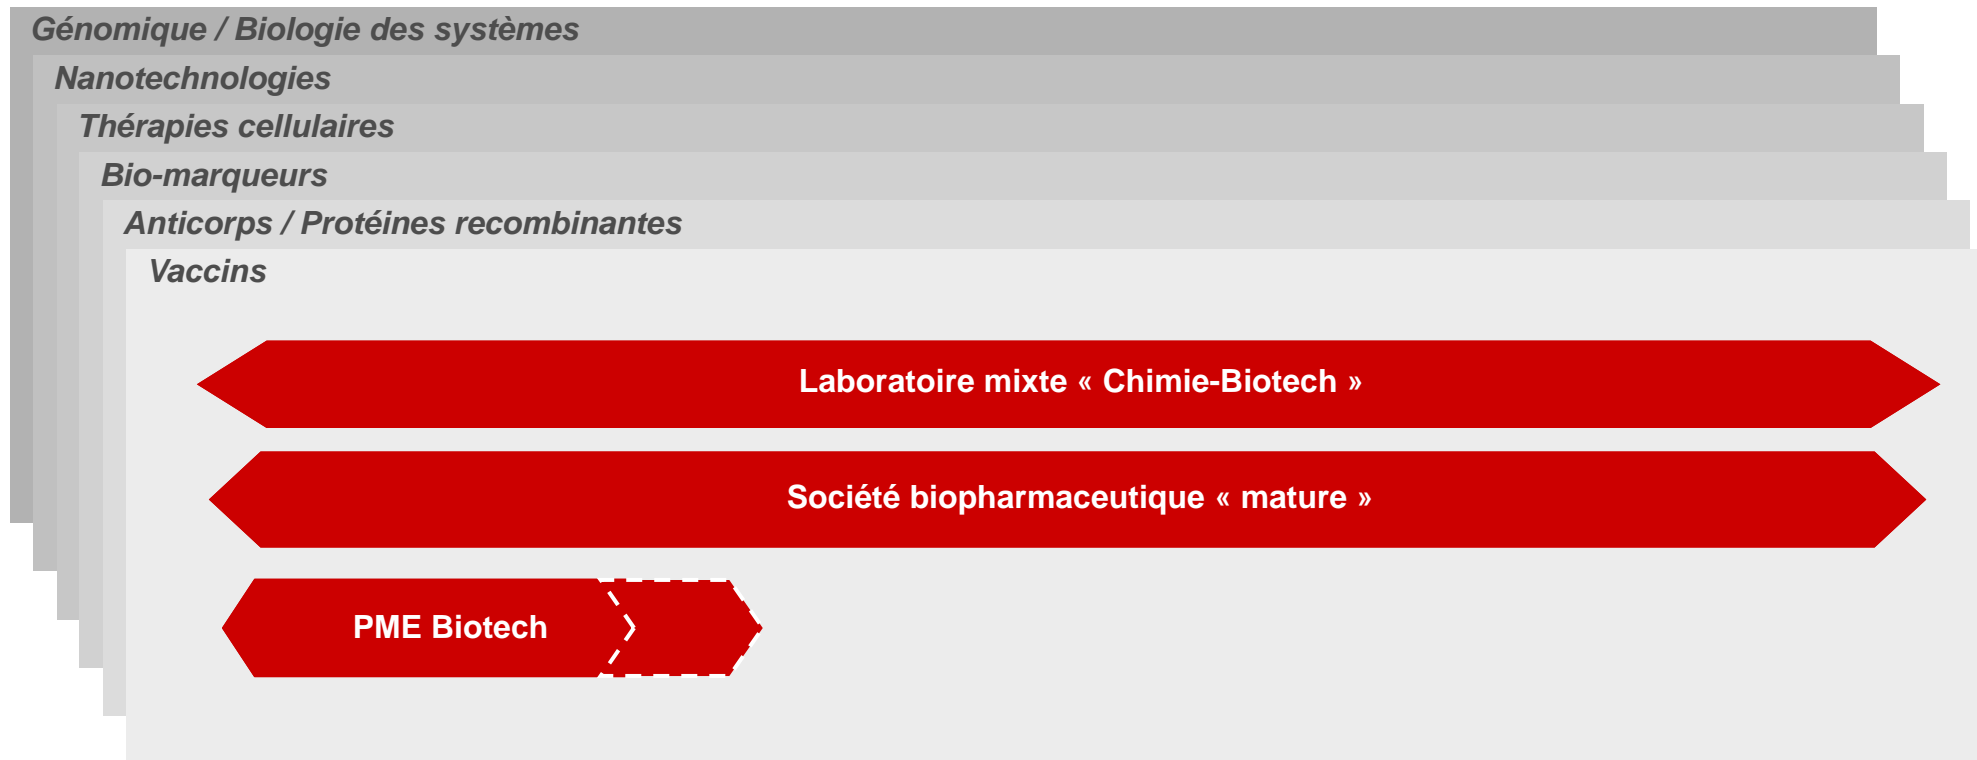 Génomique / Biologie des systèmes
Nanotechnologies
Thérapies cellulaires
Bio-marqueurs
Anticorps / Protéines recombinantes
Vaccins
Laboratoire mixte « Chimie-Biotech »
Société biopharmaceutique « mature »
PME Biotech